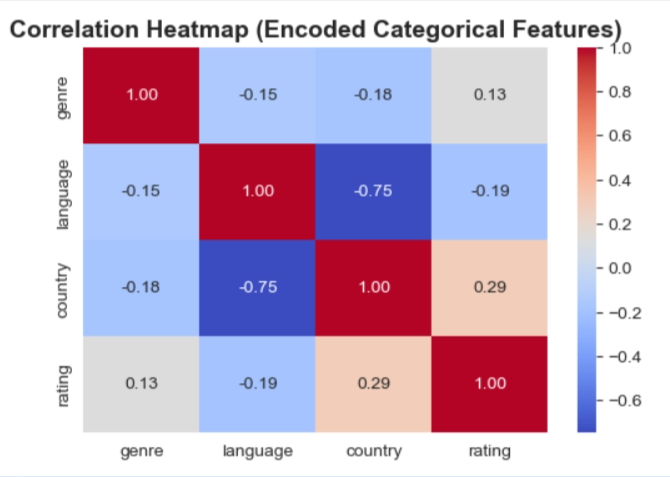 Correlation Heatmap (Encoded Categorical Features)
genre 1.00 -0.15 -0.18 0.13
language -0.15 1.00 -0.75 -0.19
country -0.18 -0.75 1.00 0.29
rating 0.13 -0.19 0.29 1.00
genre language country rating
1.0
0.8
0.6
0.4
0.2
0.0
−0.2
−0.4
−0.6